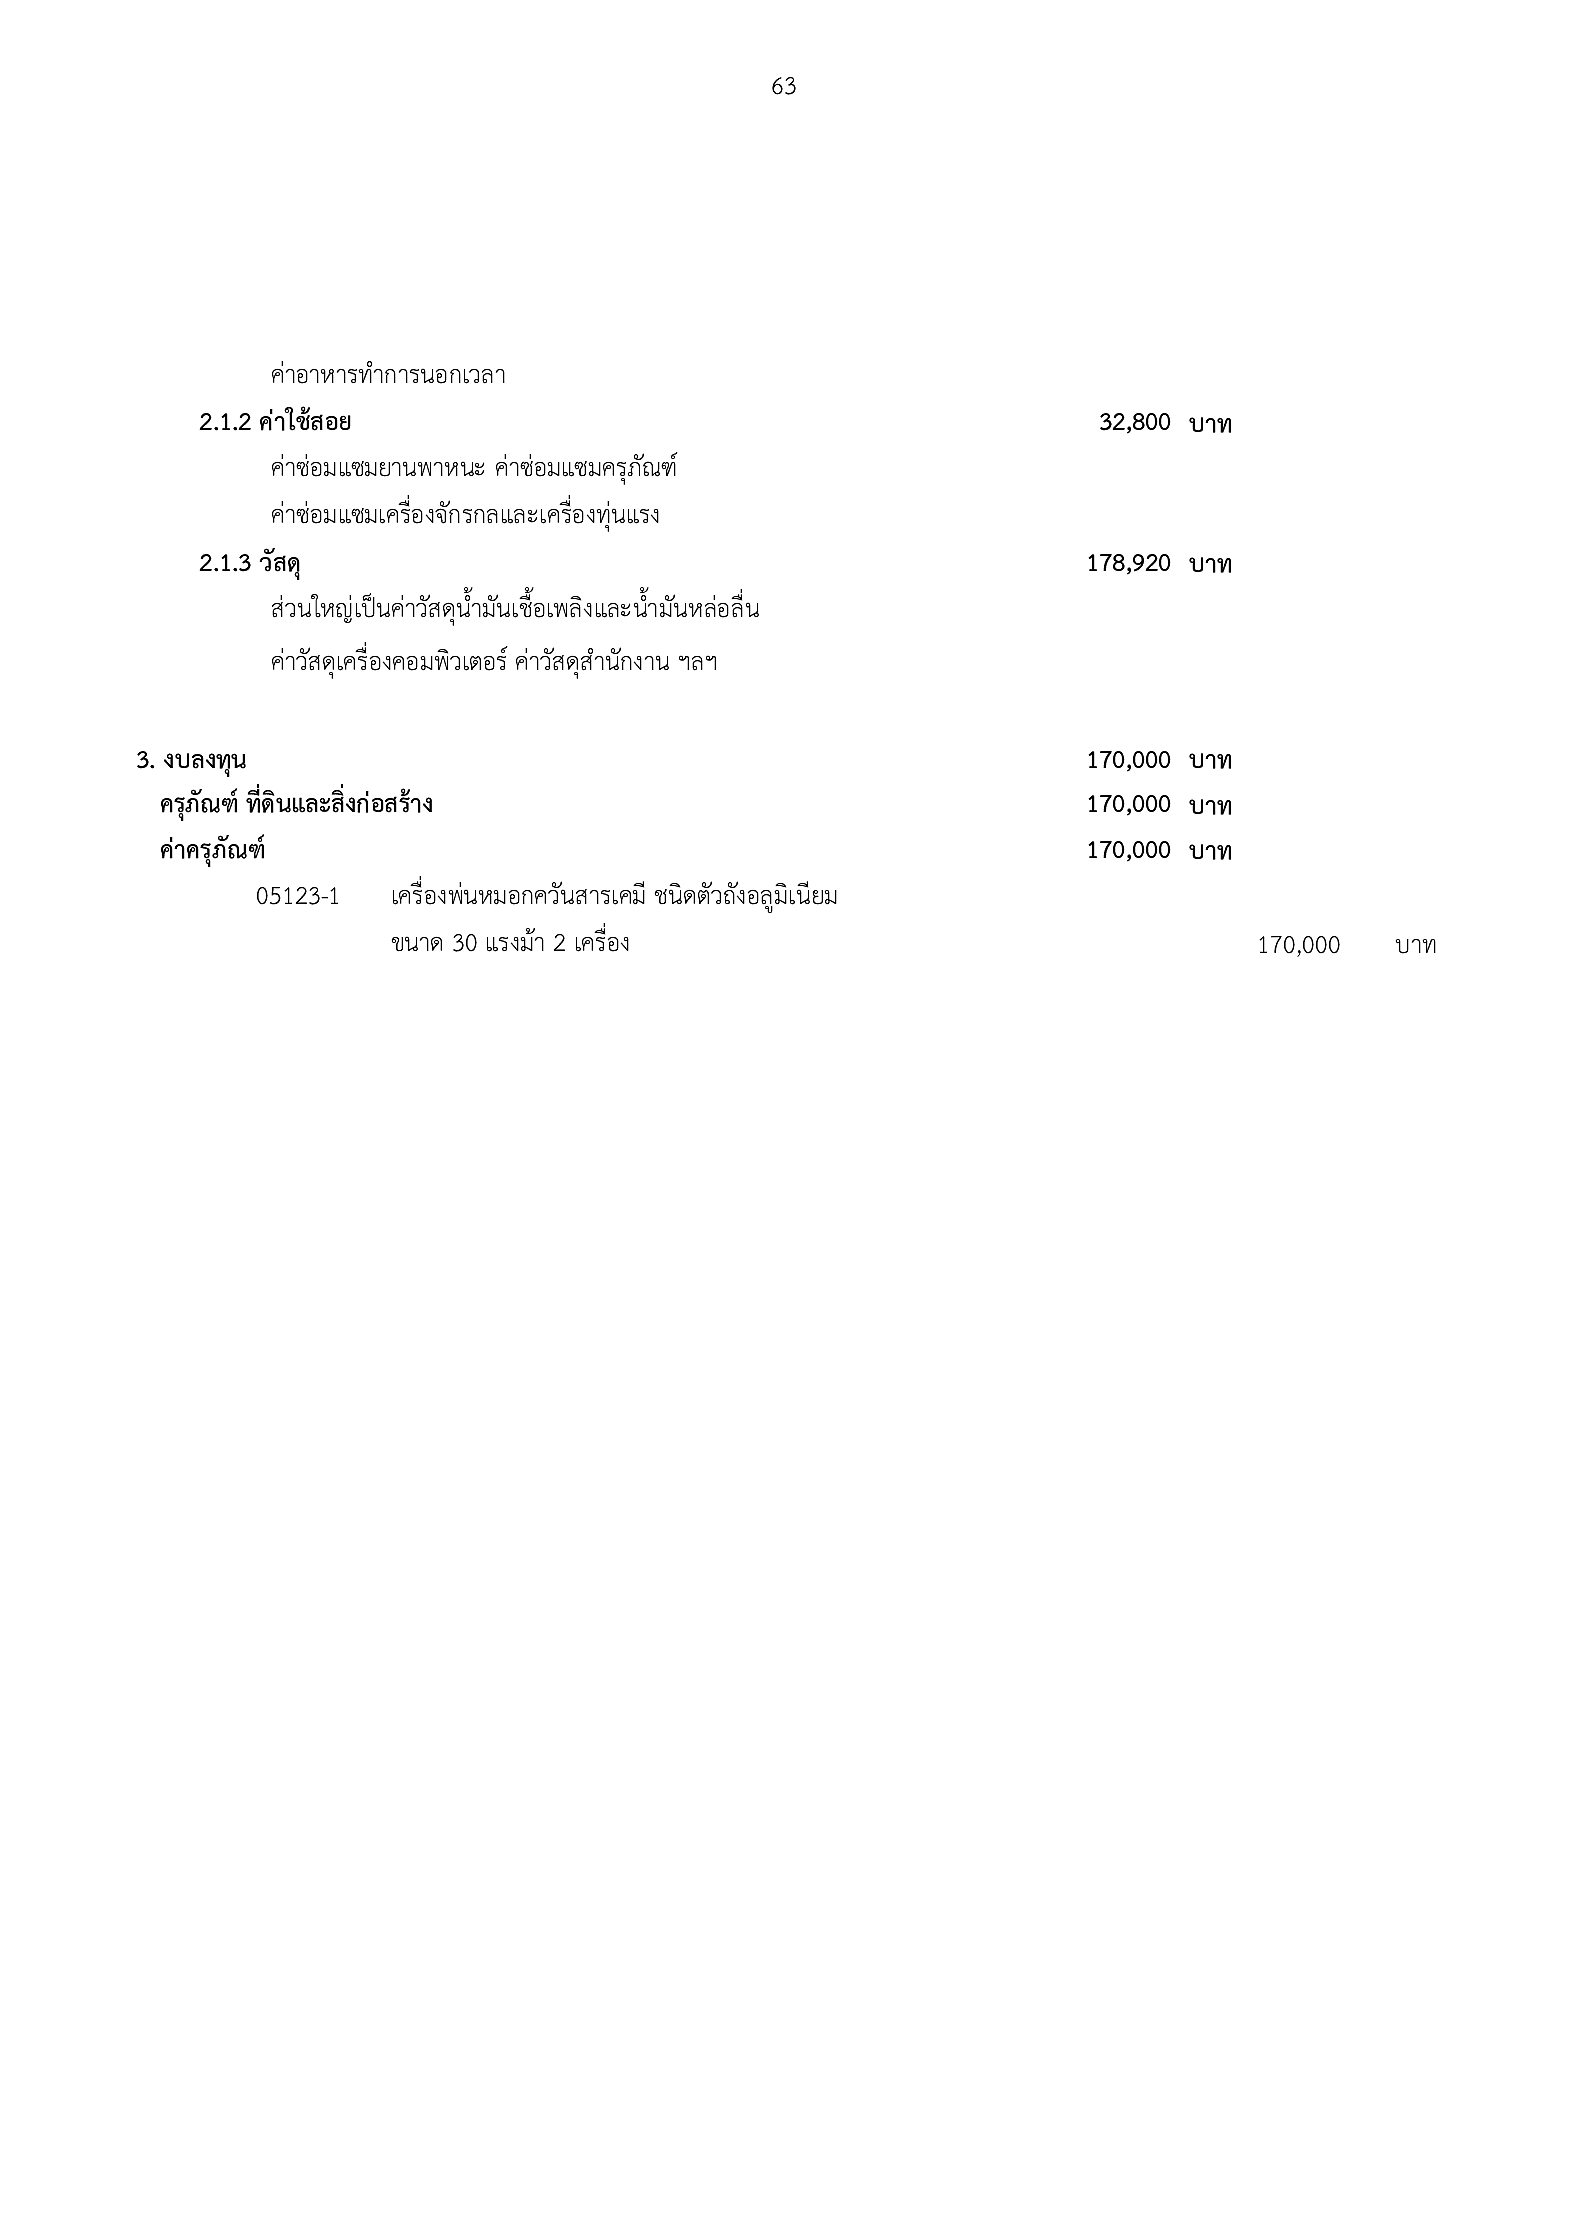 63
ค่าอาหารทำการนอกเวลา
2.1.2 ค่าใช้สอย 32,800 บาท
ค่าซ่อมแซมยานพาหนะ ค่าซ่อมแซมครุภัณฑ์
ค่าซ่อมแซมเครื่องจักรกลและเครื่องทุ่นแรง
2.1.3 วัสดุ 178,920 บาท
ส่วนใหญ่เป็นค่าวัสดุน้ำมันเชื้อเพลิงและน้ำมันหล่อลื่น
ค่าวัสดุเครื่องคอมพิวเตอร์ ค่าวัสดุสำนักงาน ฯลฯ
3. งบลงทุน 170,000 บาท
ครุภัณฑ์ ที่ดินและสิ่งก่อสร้าง 170,000 บาท
ค่าครุภัณฑ์ 170,000 บาท
05123-1 เครื่องพ่นหมอกควันสารเคมี ชนิดตัวถังอลูมิเนียม
ขนาด 30 แรงม้า 2 เครื่อง 170,000 บาท